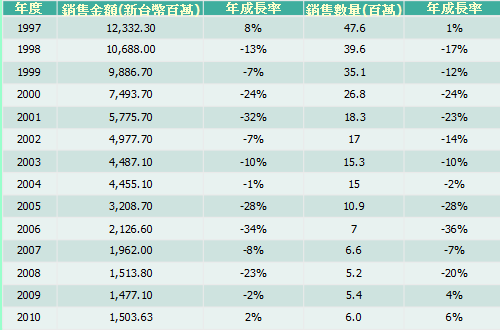 年度 銷售金額(新台幣百萬) 年成長率 銷售數量(百萬) 年成長率
1997 12,332.30 8% 47.6 1%
1998 10,688.00 -13% 39.6 -17%
1999 9,886.70 -7% 35.1 -12%
2000 7,493.70 -24% 26.8 -24%
2001 5,775.70 -32% 18.3 -23%
2002 4,977.70 -7% 17 -14%
2003 4,487.10 -10% 15.3 -10%
2004 4,455.10 -1% 15 -2%
2005 3,208.70 -28% 10.9 -28%
2006 2,126.60 -34% 7 -36%
2007 1,962.00 -8% 6.6 -7%
2008 1,513.80 -23% 5.2 -20%
2009 1,477.10 -2% 5.4 4%
2010 1,503.63 2% 6.0 6%